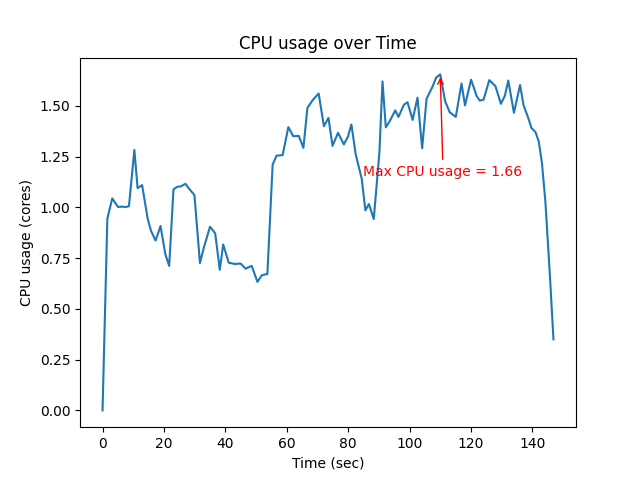 CPU usage over Time
CPU usage (cores)
1.50
1.25
1.00
0.75
0.50
0.25
0.00
Max CPU usage = 1.66
0 20 40 60 80 100 120 140
Time (sec)